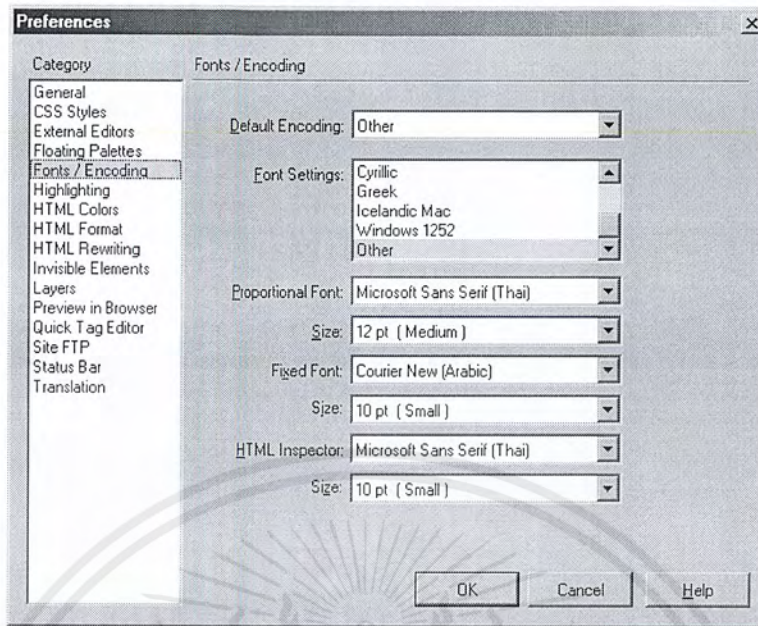 Preferences
Category
General
CSS Styles
External Editors
Floating Palettes
Fonts / Encoding
Highlighting
HTML Colors
HTML Format
HTML Rewriting
Invisible Elements
Layers
Preview in Browser
Quick Tag Editor
Site FTP
Status Bar
Translation
Fonts / Encoding
Default Encoding: Other
Font Settings: Cyrillic
Greek
Icelandic Mac
Windows 1252
Other
Proportional Font: Microsoft Sans Serif (Thai)
Size: 12 pt ( Medium )
Fixed Font: Courier New (Arabic)
Size: 10 pt ( Small )
HTML Inspector: Microsoft Sans Serif (Thai)
Size: 10 pt ( Small )
OK Cancel Help